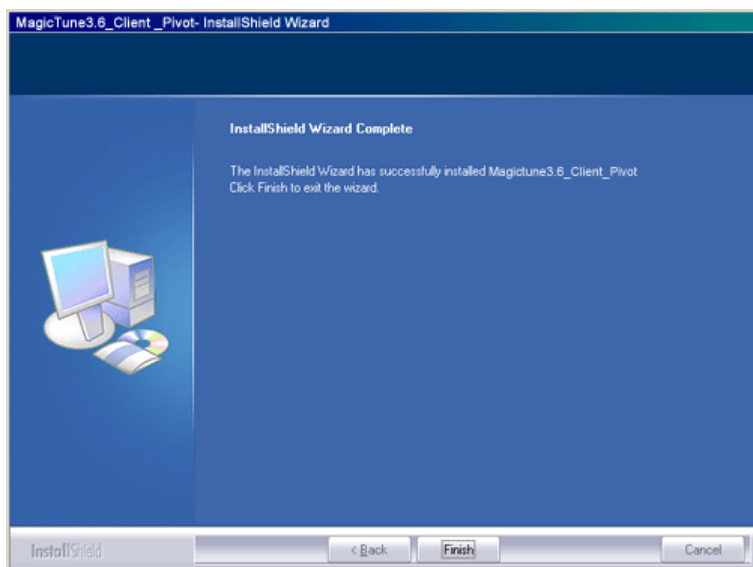 MagicTune3.6_Client _Pivot- InstallShield Wizard
InstallShield Wizard Complete
The InstallShield Wizard has successfully installed Magictune3.6_Client_Pivot
Click Finish to exit the wizard.
InstallShield
< Back
Finish
Cancel